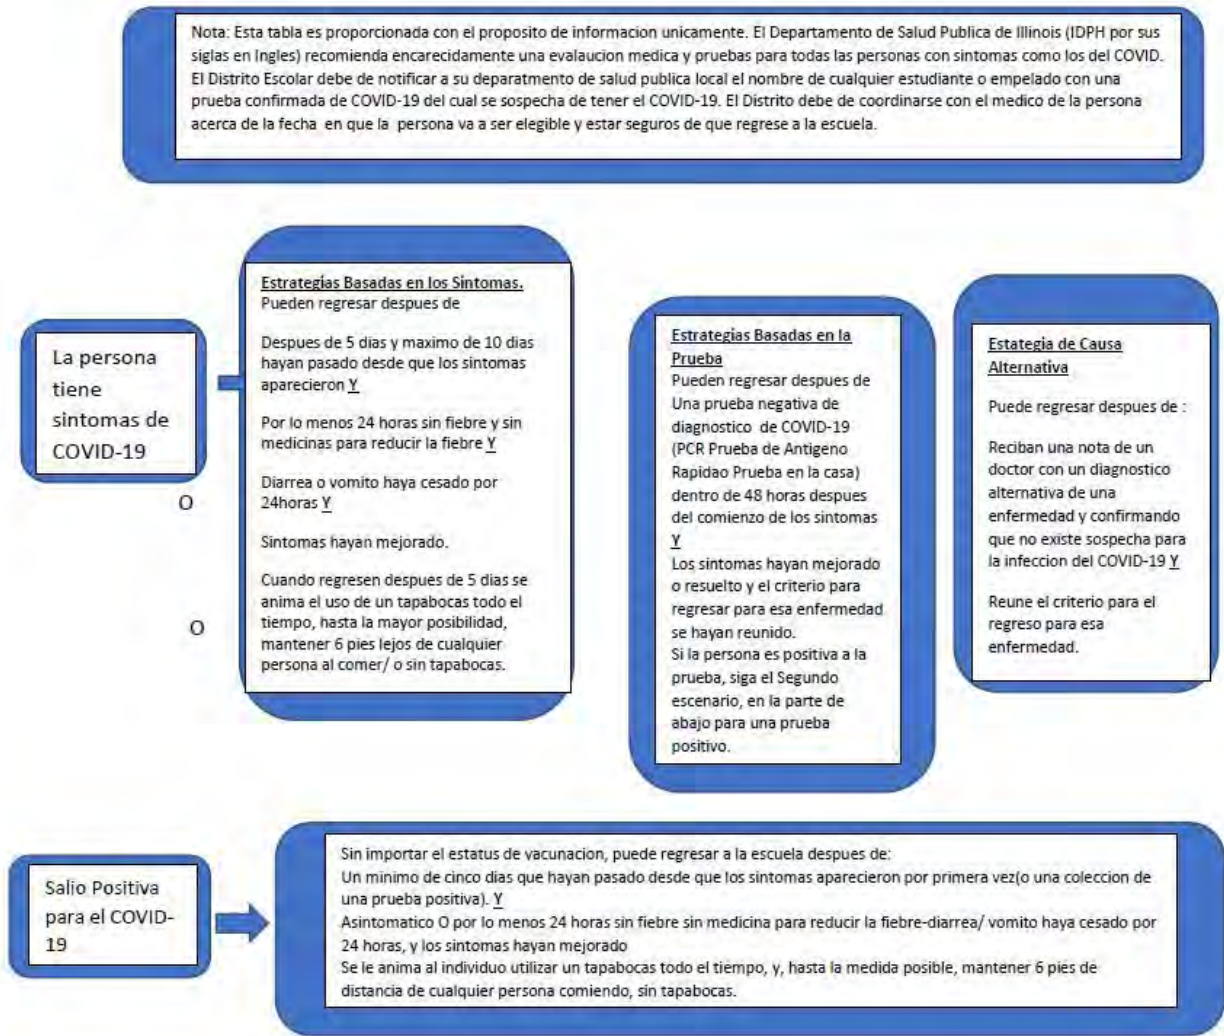 Nota: Esta tabla es proporcionada con el proposito de informacion unicamente. El Departamento de Salud Publica de Illinois (IDPH por sus
siglas en Ingles) recomienda encarecidamente una evalaucion medica y pruebas para todas las personas con sintomas como los del COVID.
El Distrito Escolar debe de notificar a su deparatmento de salud publica local el nombre de cualquier estudiante o empelado con una
prueba confirmada de COVID-19 del cual se sospecha de tener el COVID-19. El Distrito debe de coordinarse con el medico de la persona
acerca de la fecha en que la persona va a ser elegible y estar seguros de que regrese a la escuela.
La persona
tiene
sintomas de
COVID-19
O
O
Estrategias Basadas en los Sintomas.
Pueden regresar despues de
Despues de 5 dias y maximo de 10 dias
hayan pasado desde que los sintomas
aparecieron Y
Por lo menos 24 horas sin fiebre y sin
medicinas para reducir la fiebre Y
Diarrea o vomito haya cesado por
24horas Y
Sintomas hayan mejorado.
Cuando regresen despues de 5 dias se
anima el uso de un tapabocas todo el
tiempo, hasta la mayor posibilidad,
mantener 6 pies lejos de cualquier
persona al comer/ o sin tapabocas.
Estrategias Basadas en la
Prueba
Pueden regresar despues de
Una prueba negativa de
diagnostico de COVID-19
(PCR Prueba de Antigeno
Rapidao Prueba en la casa)
dentro de 48 horas despues
del comienzo de los sintomas
Y
Los sintomas hayan mejorado
o resuelto y el criterio para
regresar para esa enfermedad
se hayan reunido.
Si la persona es positiva a la
prueba, siga el Segundo
escenario, en la parte de
abajo para una prueba
positivo.
Estategia de Causa
Alternativa
Puede regresar despues de :
Reciban una nota de un
doctor con un diagnostico
alternativa de una
enfermedad y confirmando
que no existe sospecha para
la infeccion del COVID-19 Y
Reune el criterio para el
regreso para esa
enfermedad.
Salio Positiva
para el COVID-
19
Sin importar el estatus de vacunacion, puede regresar a la escuela despues de:
Un minimo de cinco dias que hayan pasado desde que los sintomas aparecieron por primera vez(o una coleccion de
una prueba positiva). Y
Asintomatico O por lo menos 24 horas sin fiebre sin medicina para reducir la fiebre-diarrea/ vomito haya cesado por
24 horas, y los sintomas hayan mejorado
Se le anima al individuo utilizar un tapabocas todo el tiempo, y, hasta la medida posible, mantener 6 pies de
distancia de cualquier persona comiendo, sin tapabocas.